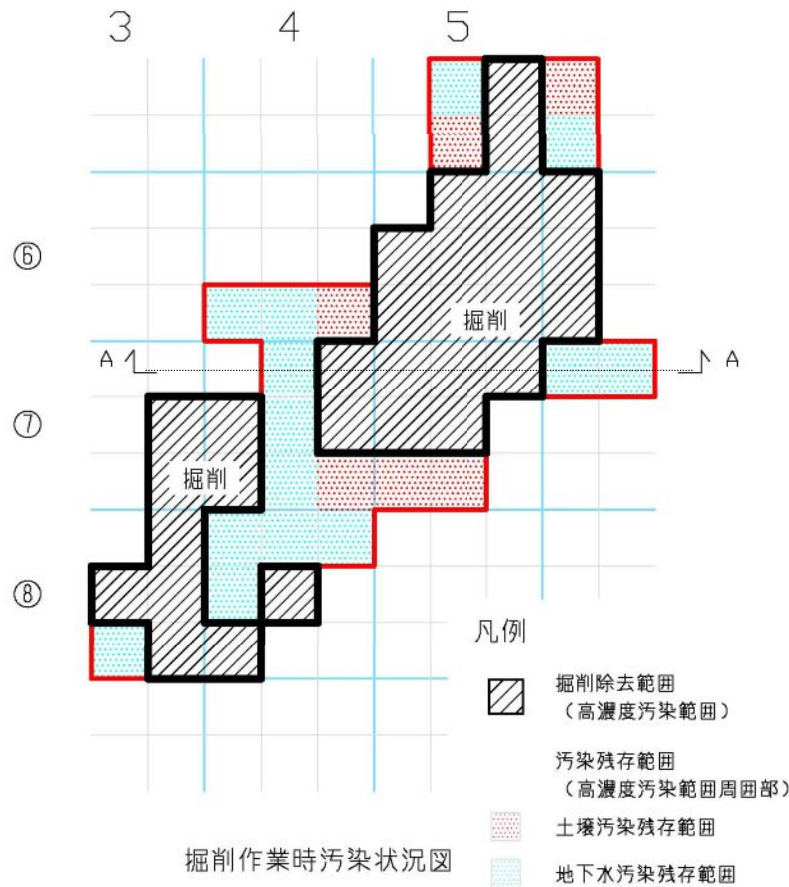 3 4 5
⑥
掘削
A A
⑦
掘削
⑧
凡例
掘削除去範囲
（高濃度汚染範囲）
汚染残存範囲
（高濃度汚染範囲周囲部）
土壌汚染残存範囲
地下水汚染残存範囲
掘削作業時汚染状況図